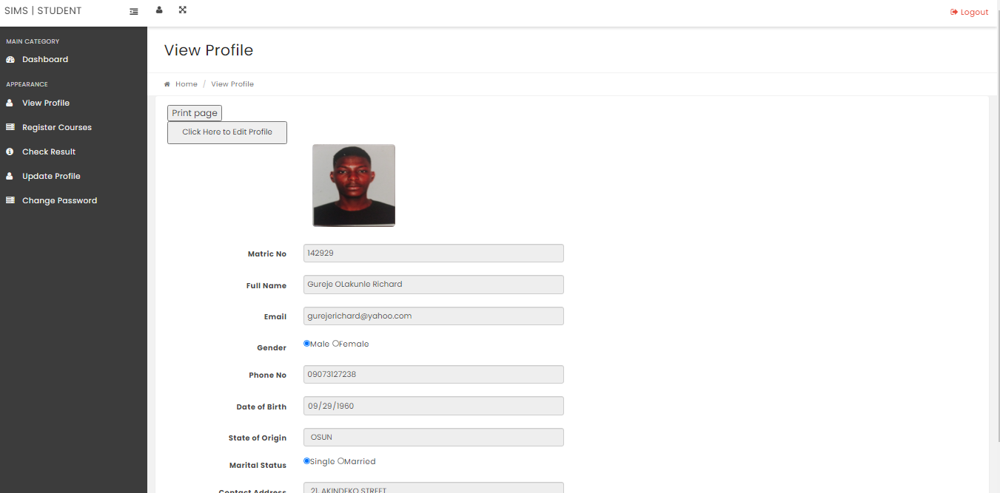 SIMS | STUDENT
Logout
MAIN CATEGORY
Dashboard
APPEARANCE
View Profile
Register Courses
Check Result
Update Profile
Change Password
View Profile
Home / View Profile
Print page
Click Here to Edit Profile
Matric No 142929
Full Name Gureje OLakunle Richard
Email gurejerichard@yahoo.com
Gender Male Female
Phone No 09073127238
Date of Birth 09/29/1960
State of Origin OSUN
Marital Status Single Married
Contact Address 21, AKINDEKO STREET